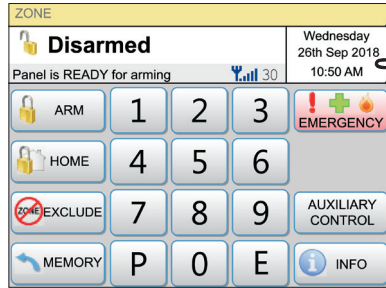 ZONE
Disarmed
Wednesday
26th Sep 2018
10:50 AM
Panel is READY for arming
30
ARM
1
2
3
EMERGENCY
HOME
4
5
6
ZONE
EXCLUDE
7
8
9
AUXILIARY
CONTROL
MEMORY
P
0
E
INFO